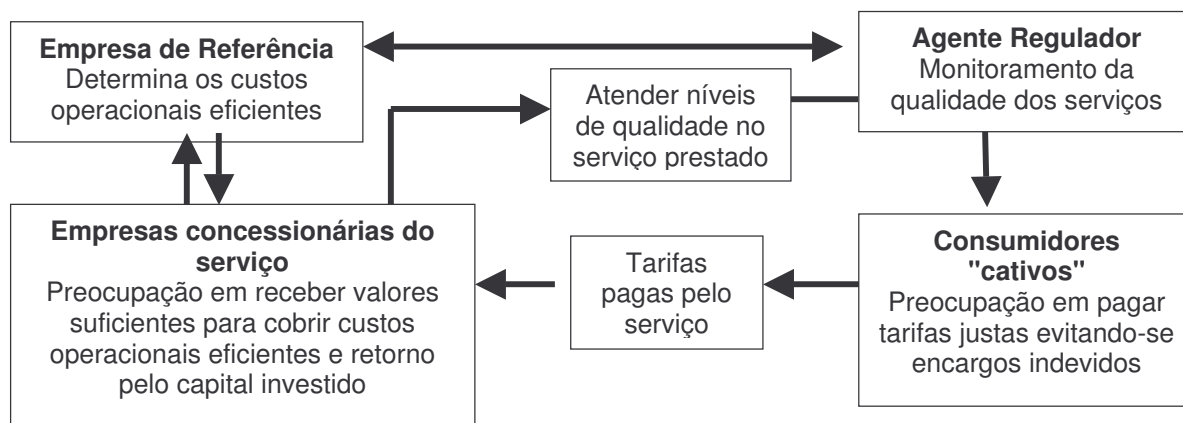 Empresa de Referência
Determina os custos
operacionais eficientes
Agente Regulador
Monitoramento da
qualidade dos serviços
Atender níveis
de qualidade no
serviço prestado
Empresas concessionárias do
serviço
Preocupação em receber valores
suficientes para cobrir custos
operacionais eficientes e retorno
pelo capital investido
Tarifas
pagas pelo
serviço
Consumidores
"cativos"
Preocupação em pagar
tarifas justas evitando-se
encargos indevidos